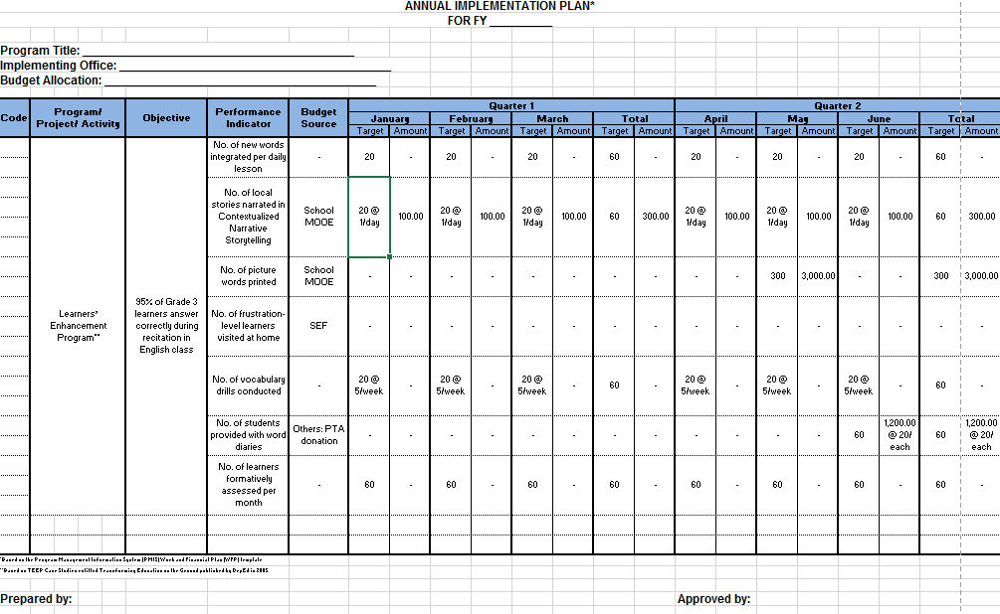 ANNUAL IMPLEMENTATION PLAN*
FOR FY __________
Program Title: ______________________________
Implementing Office: ______________________________
Budget Allocation: ______________________________
Code Program/ Project/ Activity Objective Performance Indicator Budget Source Quarter 1 Quarter 2
January February March Total April May June Total
Target Amount Target Amount Target Amount Target Amount Target Amount Target Amount Target Amount Target Amount
Learners' Enhancement Program**
95% of Grade 3 learners answer correctly during recitation in English class
No. of new words integrated per daily lesson - 20 - 20 - 20 - 60 - 20 - 20 - 20 - 60 -
No. of local stories narrated in Contextualized Narrative Storytelling School MOOE 20 @ 1/day 100.00 20 @ 1/day 100.00 20 @ 1/day 100.00 60 300.00 20 @ 1/day 100.00 20 @ 1/day 100.00 20 @ 1/day 100.00 60 300.00
No. of picture words printed School MOOE - - - - - - - - - - 300 3,000.00 - - 300 3,000.00
No. of frustration-level learners visited at home SEF - - - - - - - - - - - - - - - -
No. of vocabulary drills conducted - 20 @ 5/week - 20 @ 5/week - 20 @ 5/week - 60 - 20 @ 5/week - 20 @ 5/week - 20 @ 5/week - 60 -
No. of students provided with word diaries Others: PTA donation - - - - - - - - - - - - 60 1,200.00 @ 20/ each 60 1,200.00 @ 20/ each
No. of learners formatively assessed per month - 60 - 60 - 60 - 60 - 60 - 60 - 60 - 60 -
*Based on the Program Management Information System (PMIS) Work and Financial Plan (WFP) template
**Based on TEEP Case Studies entitled Transforming Education on the Ground published by DepEd in 2005
Prepared by: Approved by: